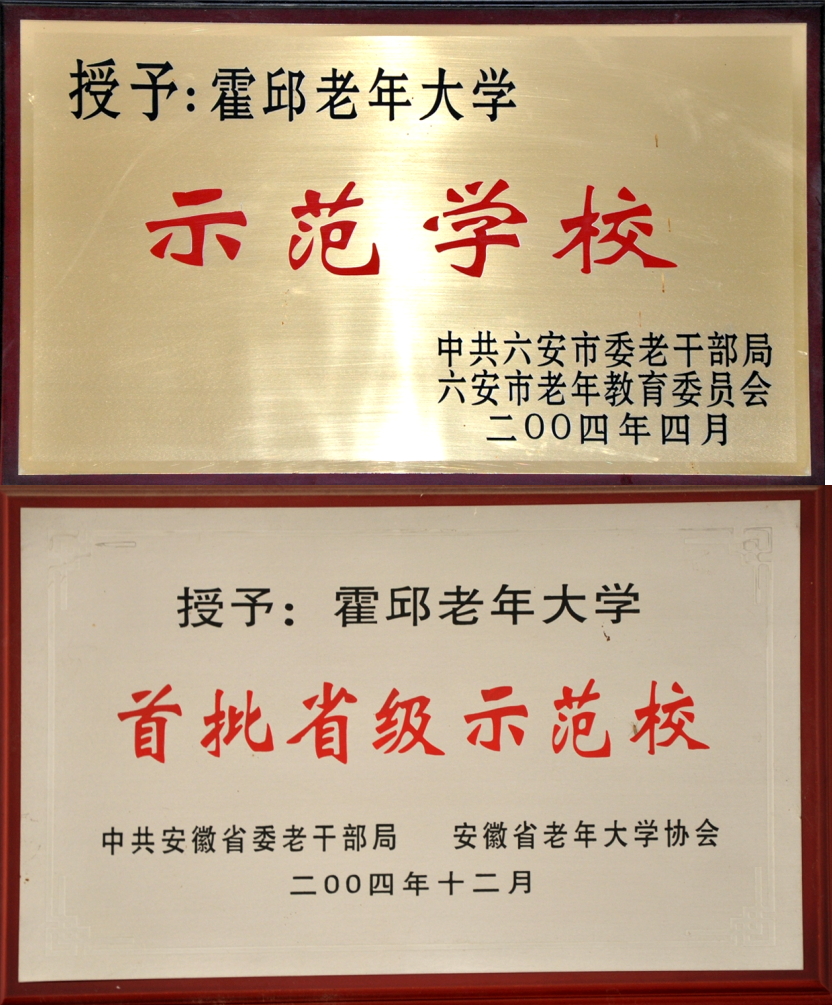 授予:霍邱老年大学
示范学校
中共六安市委老干部局
六安市老年教育委员会
二00四年四月
授予:霍邱老年大学
首批省级示范校
中共安徽省委老干部局 安徽省老年大学协会
二00四年十二月